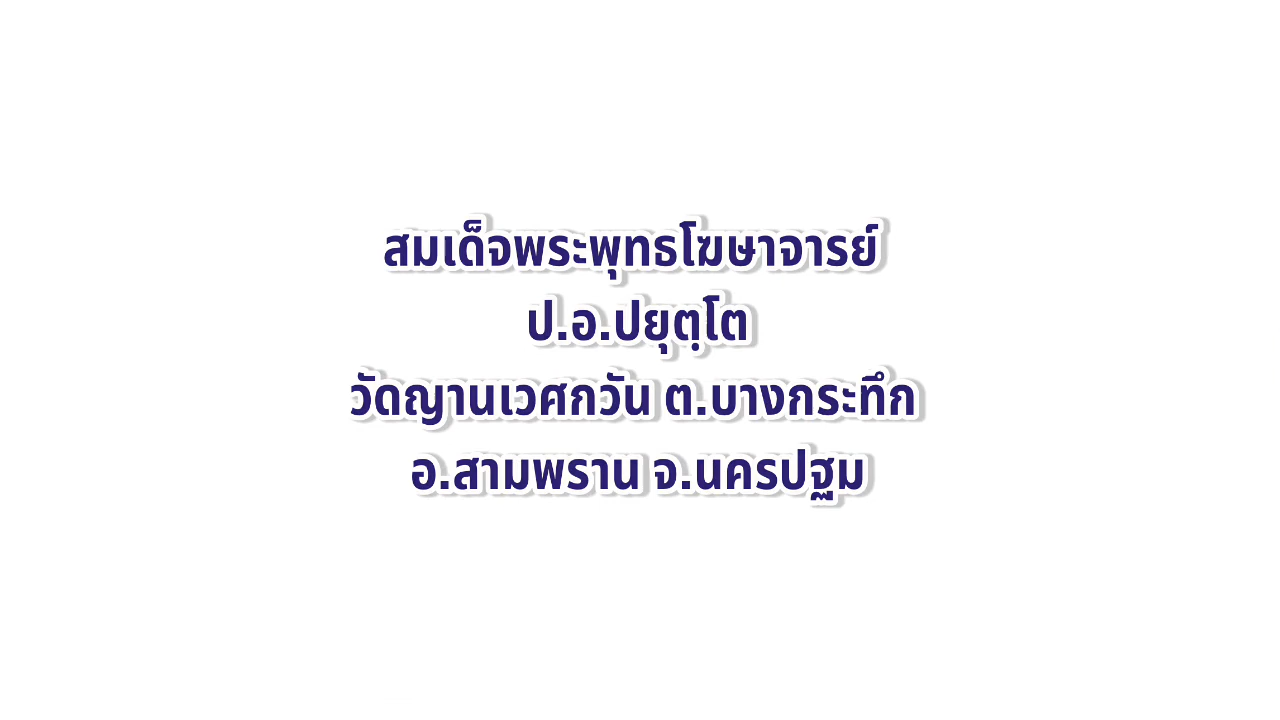 สมเด็จพระพุทธโฆษาจารย์
ป.อ.ปยุตฺโต
วัดญาณเวศกวัน ต.บางกระทึก
อ.สามพราน จ.นครปฐม